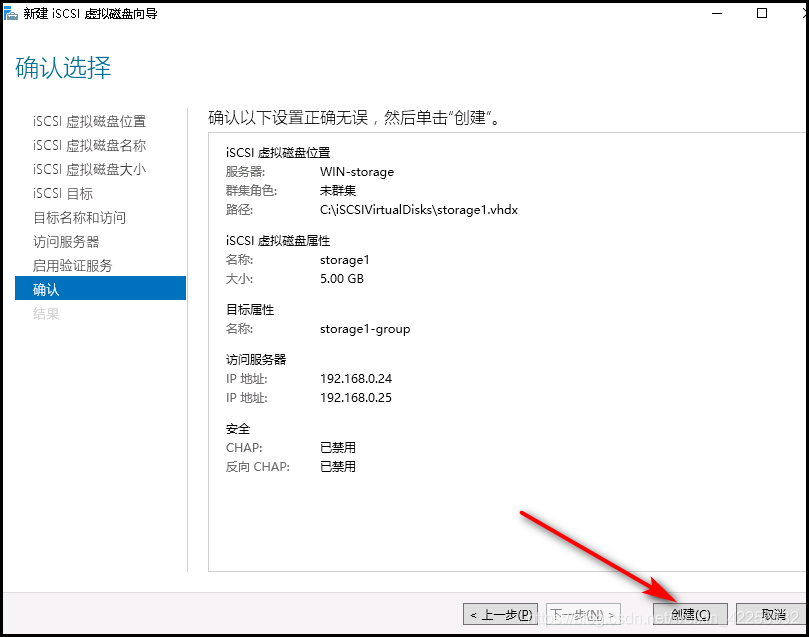 新建 iSCSI 虚拟磁盘向导
确认选择
iSCSI 虚拟磁盘位置
iSCSI 虚拟磁盘名称
iSCSI 虚拟磁盘大小
iSCSI 目标
目标名称和访问
访问服务器
启用验证服务
确认
结果
确认以下设置正确无误，然后单击“创建”。
iSCSI 虚拟磁盘位置
服务器: WIN-storage
群集角色: 未群集
路径: C:\iSCSIVirtualDisks\storage1.vhdx
iSCSI 虚拟磁盘属性
名称: storage1
大小: 5.00 GB
目标属性
名称: storage1-group
访问服务器
IP 地址: 192.168.0.24
IP 地址: 192.168.0.25
安全
CHAP: 已禁用
反向 CHAP: 已禁用
< 上一步(P) 下一步(N) > 创建(C) 取消